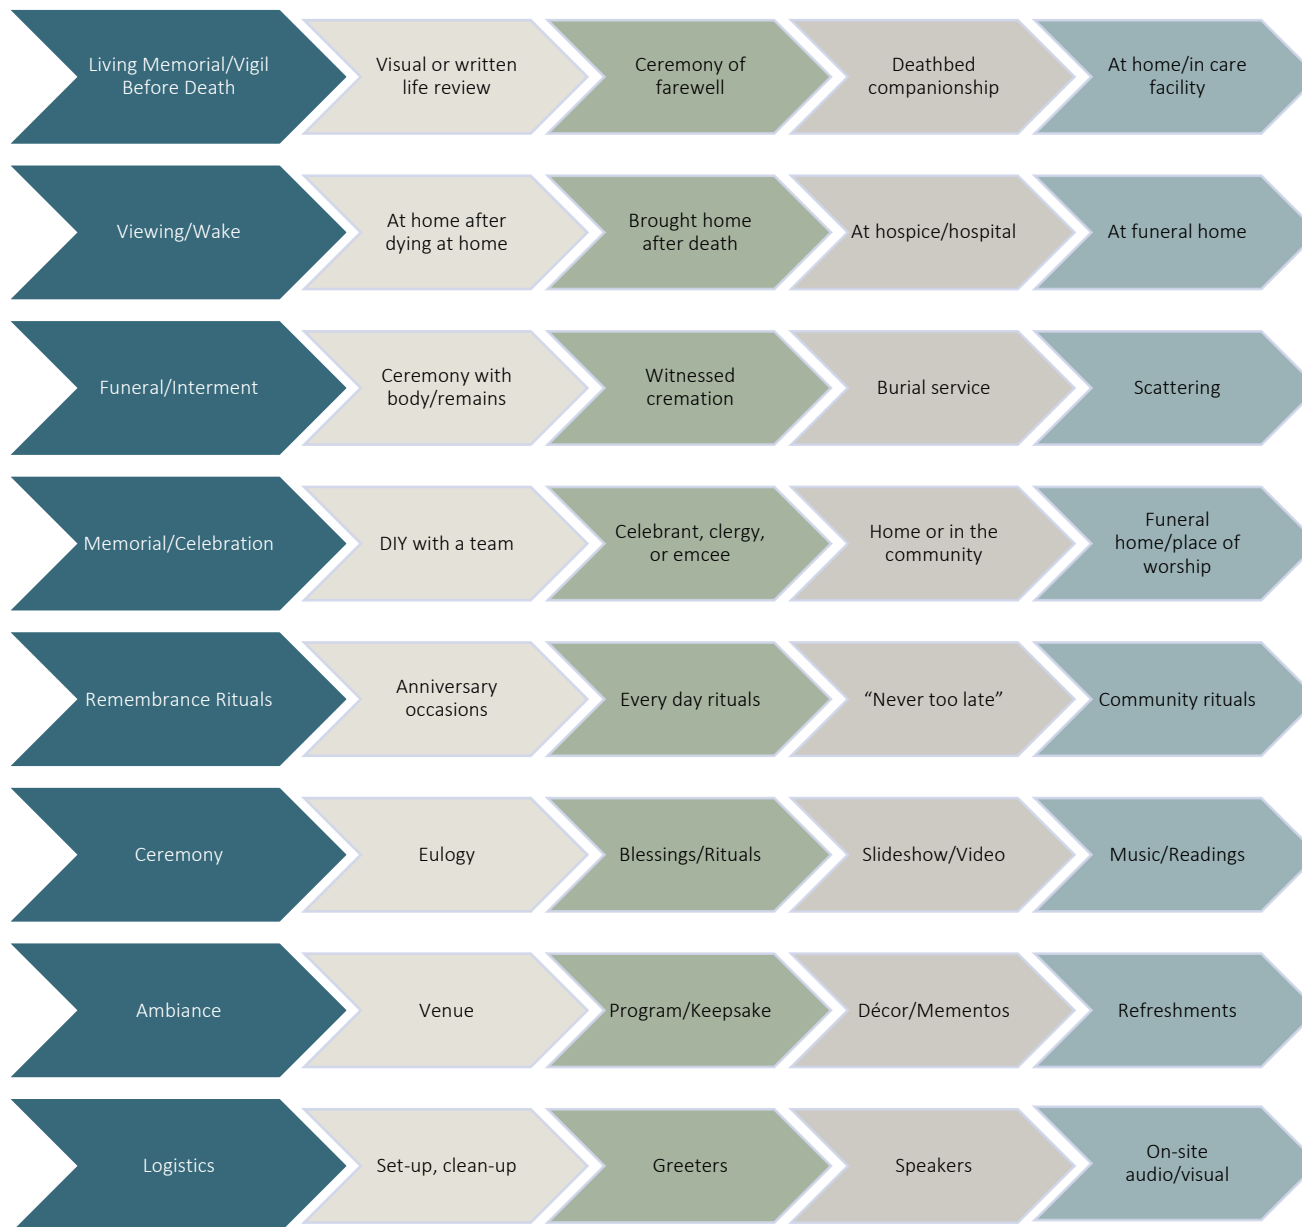 Living Memorial/Vigil
Before Death
Visual or written
life review
Ceremony of
farewell
Deathbed
companionship
At home/in care
facility
Viewing/Wake
At home after
dying at home
Brought home
after death
At hospice/hospital
At funeral home
Funeral/Interment
Ceremony with
body/remains
Witnessed
cremation
Burial service
Scattering
Memorial/Celebration
DIY with a team
Celebrant, clergy,
or emcee
Home or in the
community
Funeral
home/place of
worship
Remembrance Rituals
Anniversary
occasions
Every day rituals
“Never too late”
Community rituals
Ceremony
Eulogy
Blessings/Rituals
Slideshow/Video
Music/Readings
Ambiance
Venue
Program/Keepsake
Décor/Mementos
Refreshments
Logistics
Set-up, clean-up
Greeters
Speakers
On-site
audio/visual